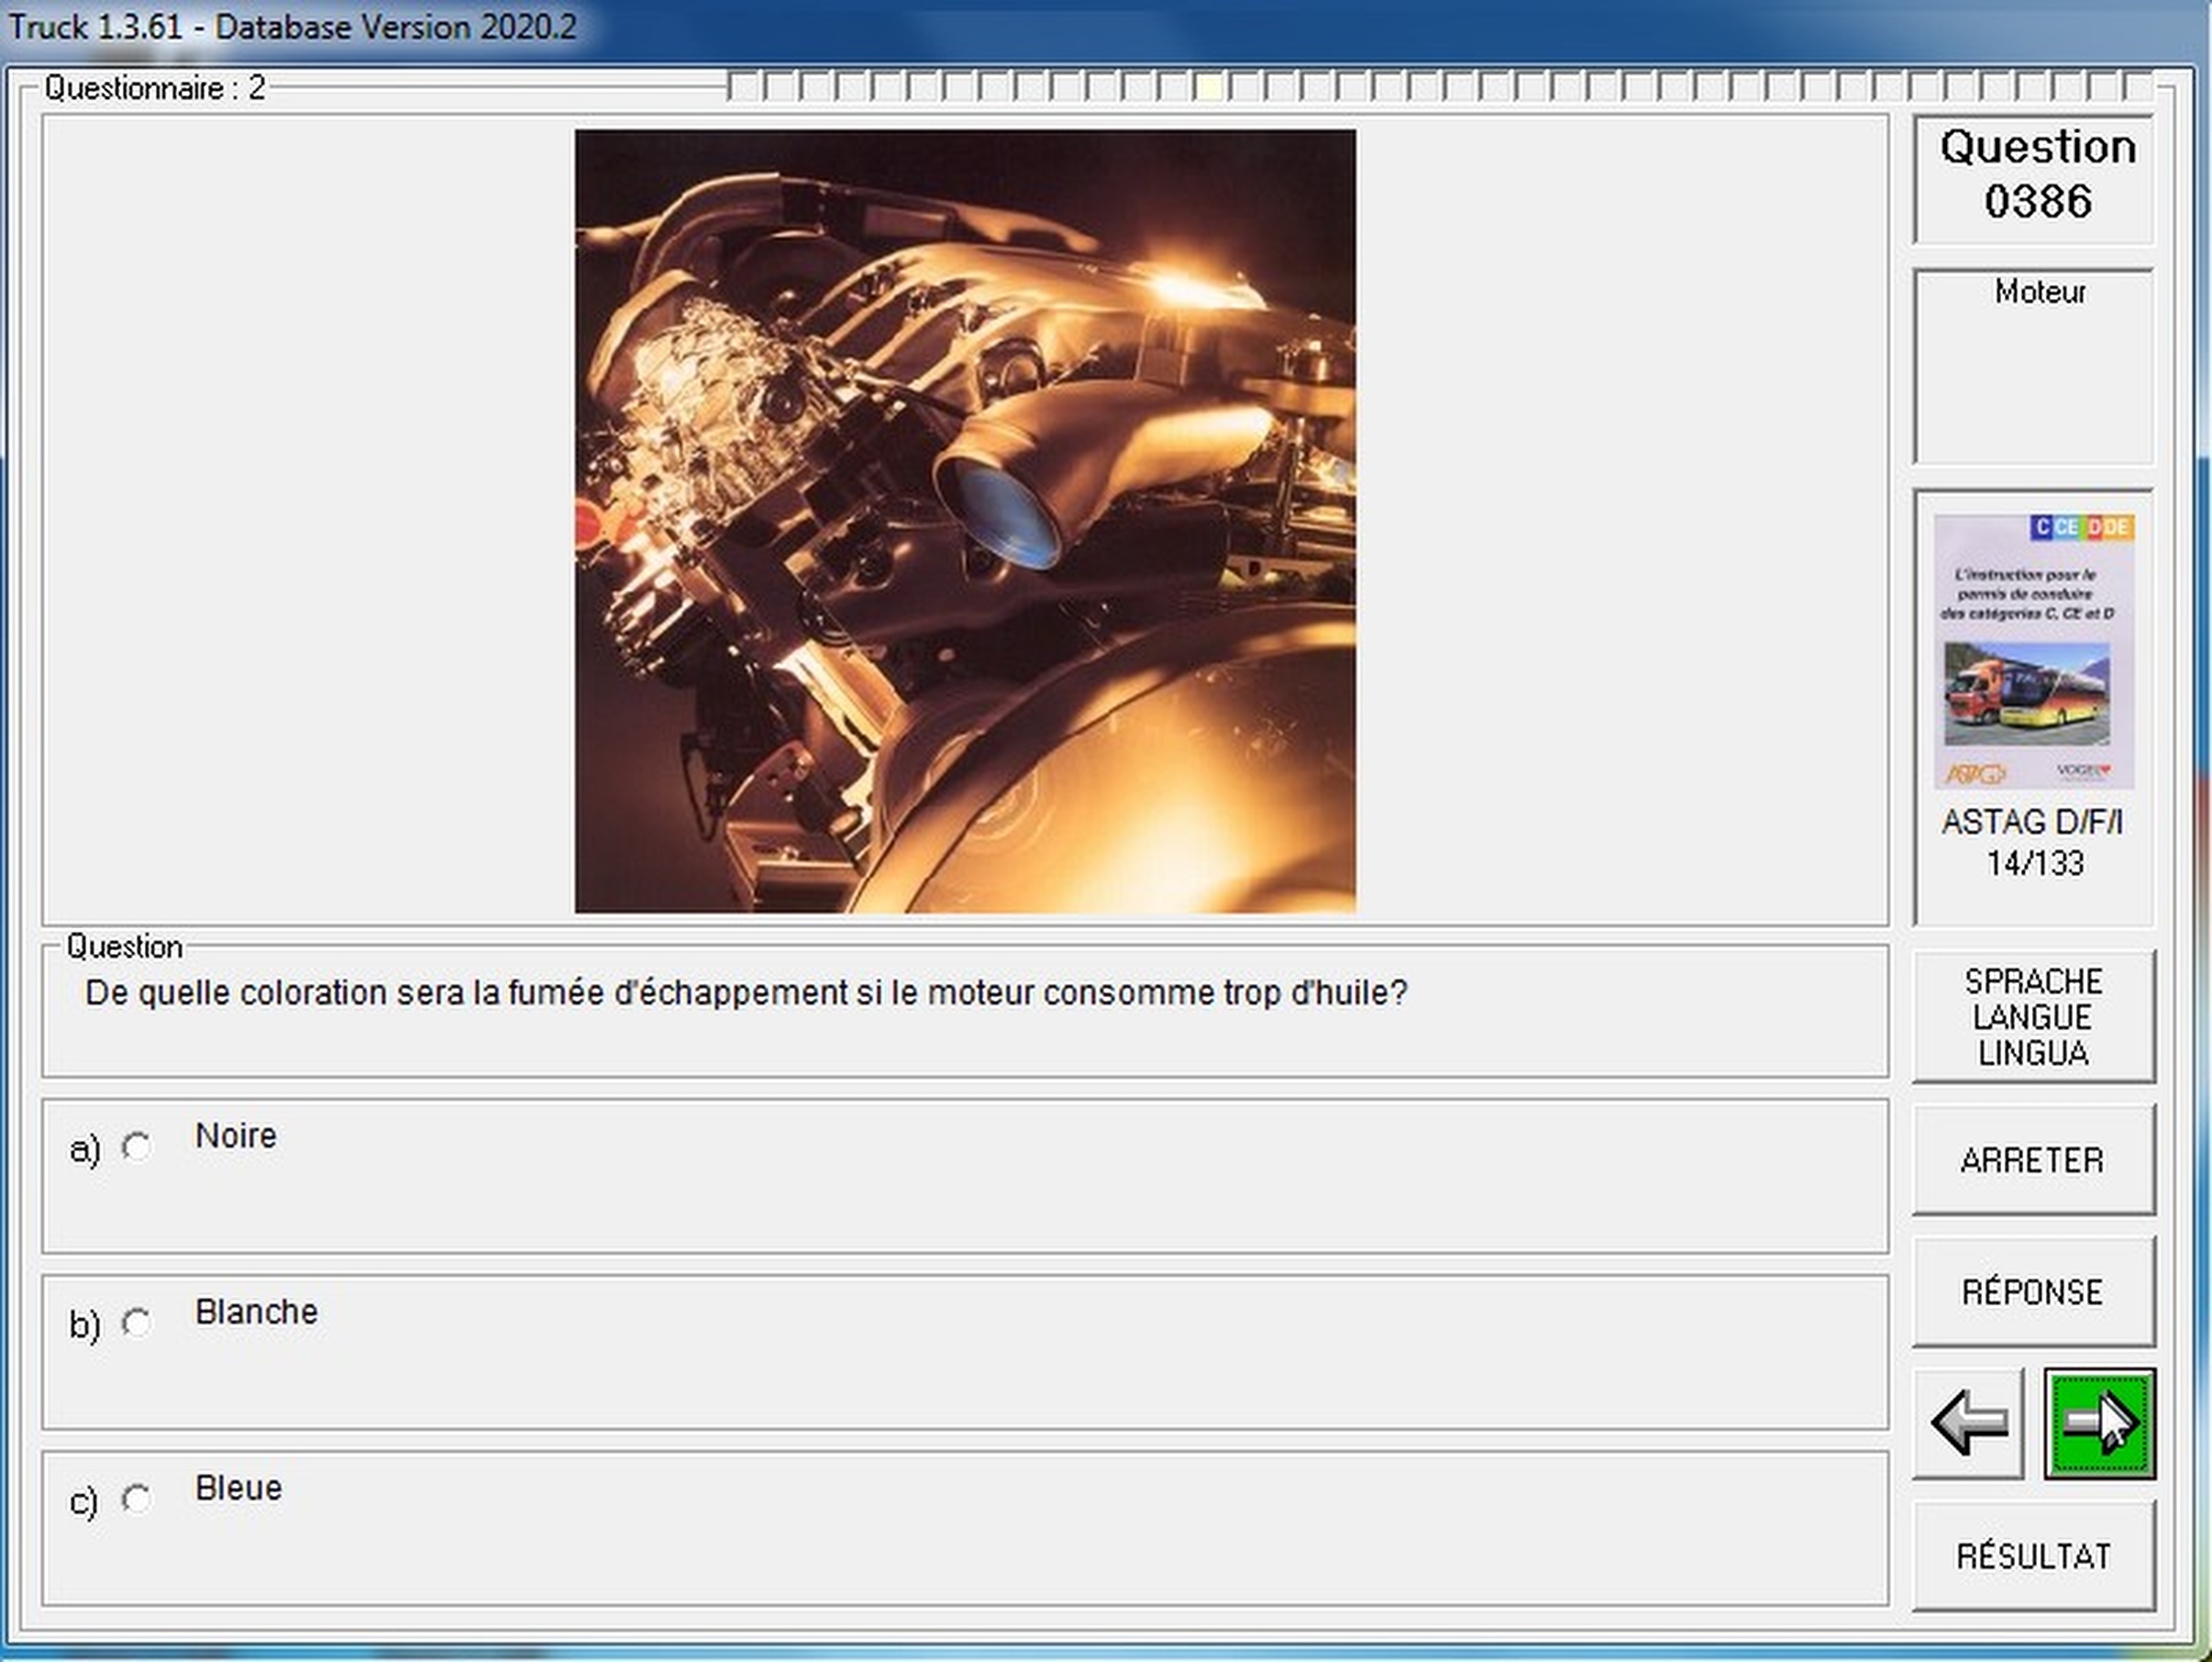 Truck 1.3.61 - Database Version 2020.2
Questionnaire : 2
Question
0386
Moteur
C CE D DE
L'instruction pour le
permis de conduire
des catégories C, CE et D
ASTAG
VOGEL
ASTAG D/F/I
14/133
Question
De quelle coloration sera la fumée d'échappement si le moteur consomme trop d'huile?
a) Noire
b) Blanche
c) Bleue
SPRACHE
LANGUE
LINGUA
ARRETER
RÉPONSE
RÉSULTAT